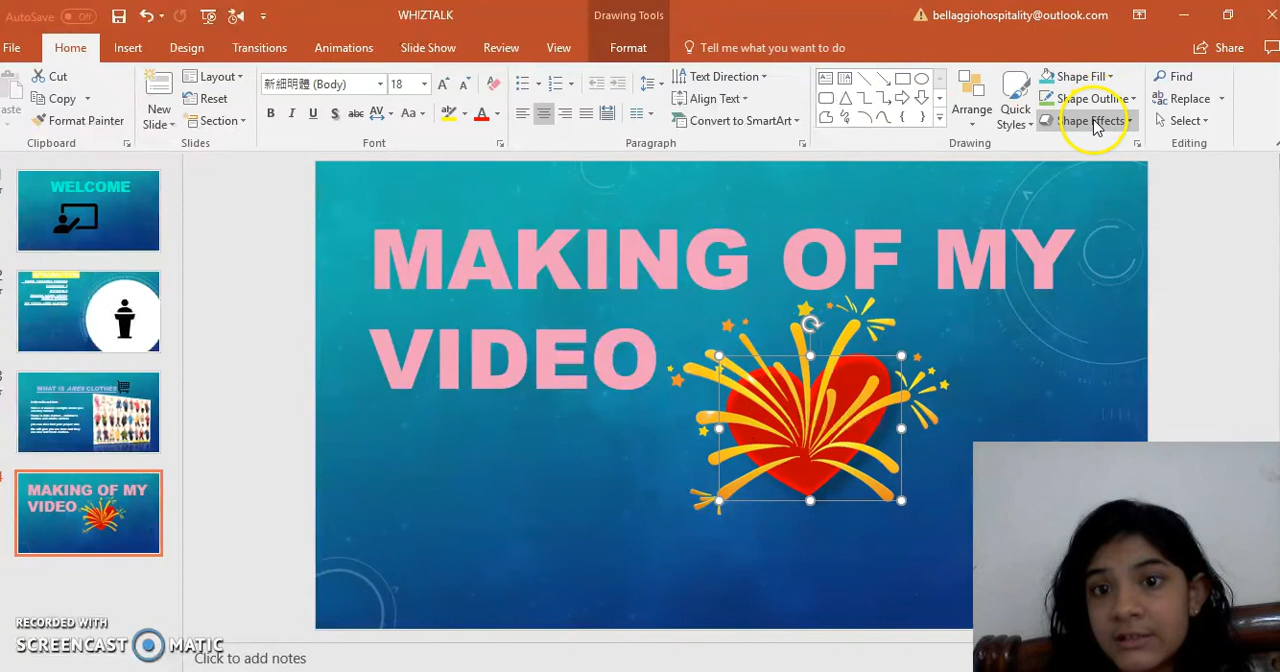 AutoSave Off WHIZTALK Drawing Tools bellaggiohospitality@outlook.com
File Home Insert Design Transitions Animations Slide Show Review View Format Tell me what you want to do Share
Cut Layout 新細明體 (Body) 18 Text Direction Shape Fill Find
Copy New Reset Align Text Arrange Quick Shape Outline Replace
Format Painter Slide Section Convert to SmartArt Styles Shape Effects Select
Clipboard Slides Font Paragraph Drawing Editing
WELCOME
WHAT IS ARES CLOTHES
MAKING OF MY
VIDEO
MAKING OF MY
VIDEO
RECORDED WITH
SCREENCAST MATIC
Click to add notes